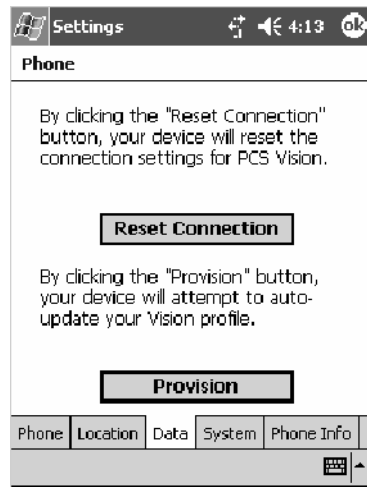 Settings 4:13 ok
Phone
By clicking the "Reset Connection"
button, your device will reset the
connection settings for PCS Vision.
Reset Connection
By clicking the "Provision" button,
your device will attempt to auto-
update your Vision profile.
Provision
Phone Location Data System Phone Info